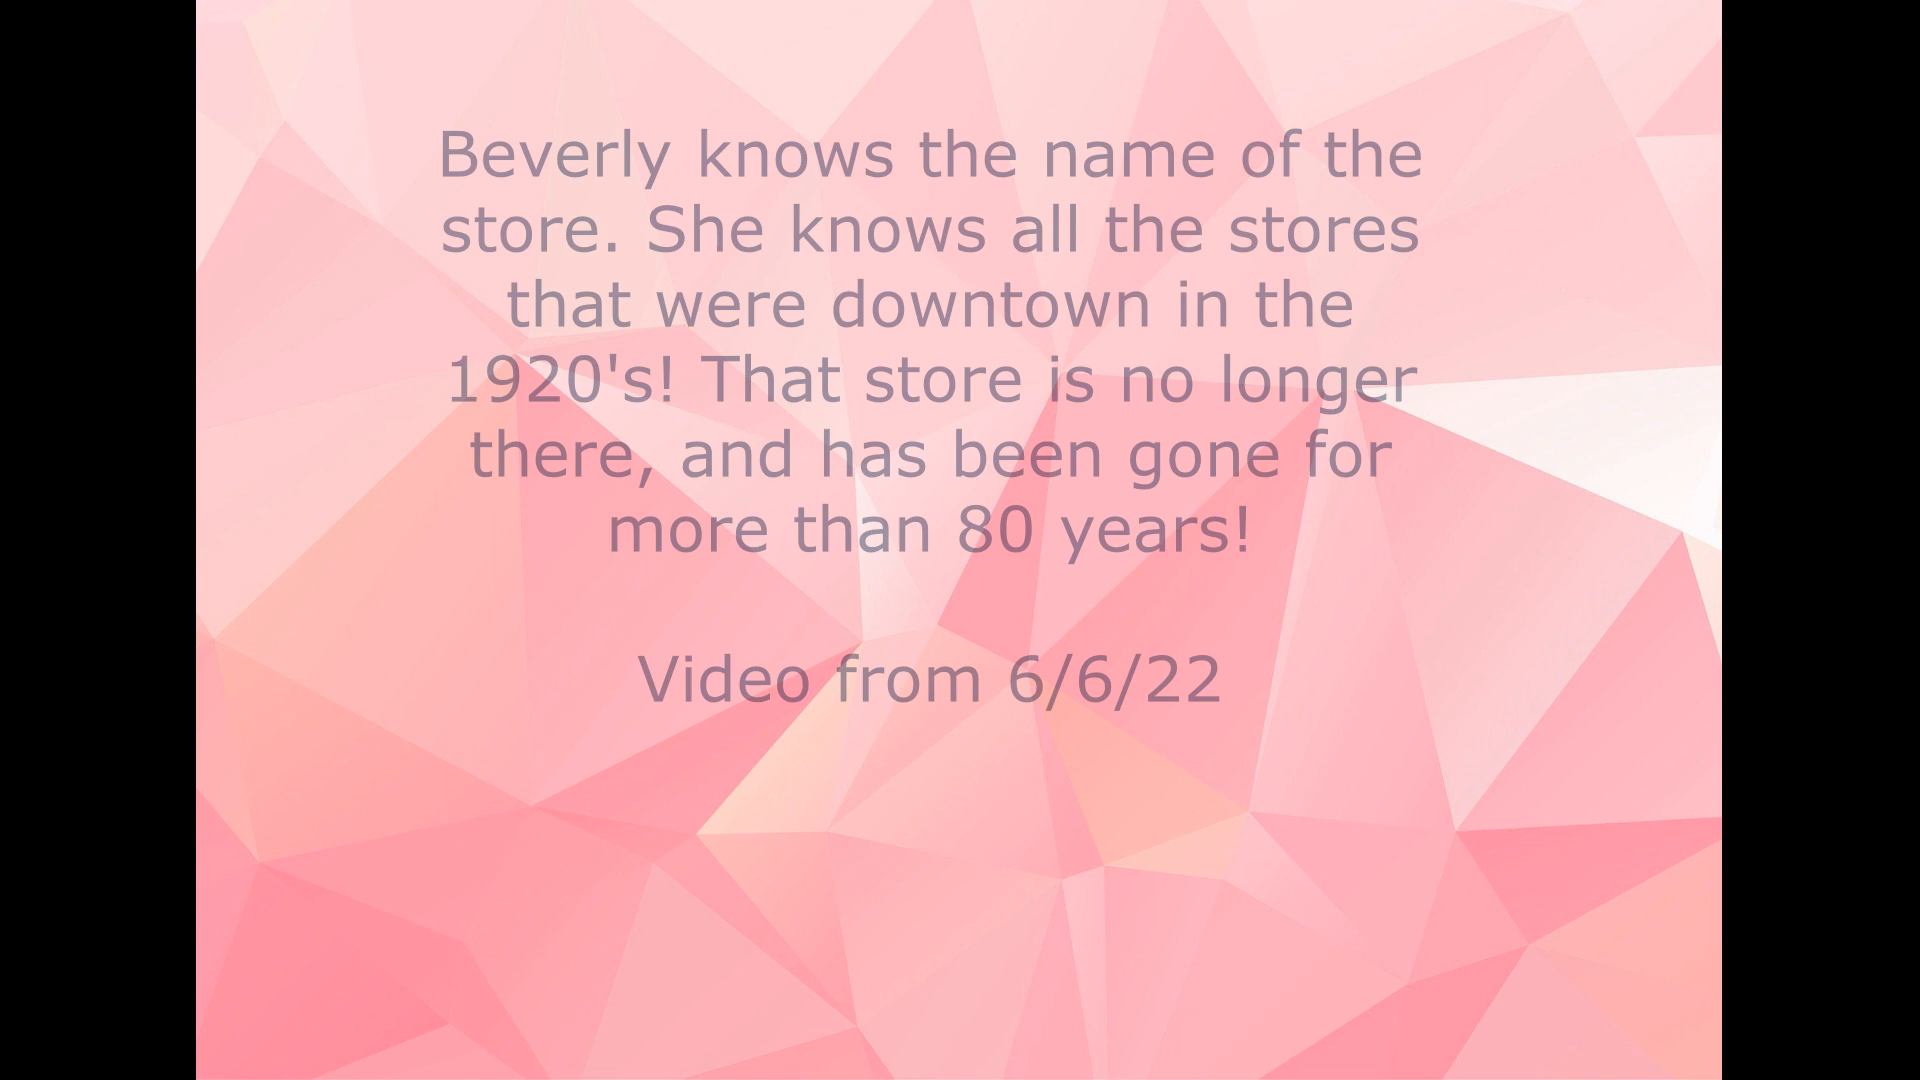 Beverly knows the name of the
store. She knows all the stores
that were downtown in the
1920's! That store is no longer
there, and has been gone for
more than 80 years!
Video from 6/6/22